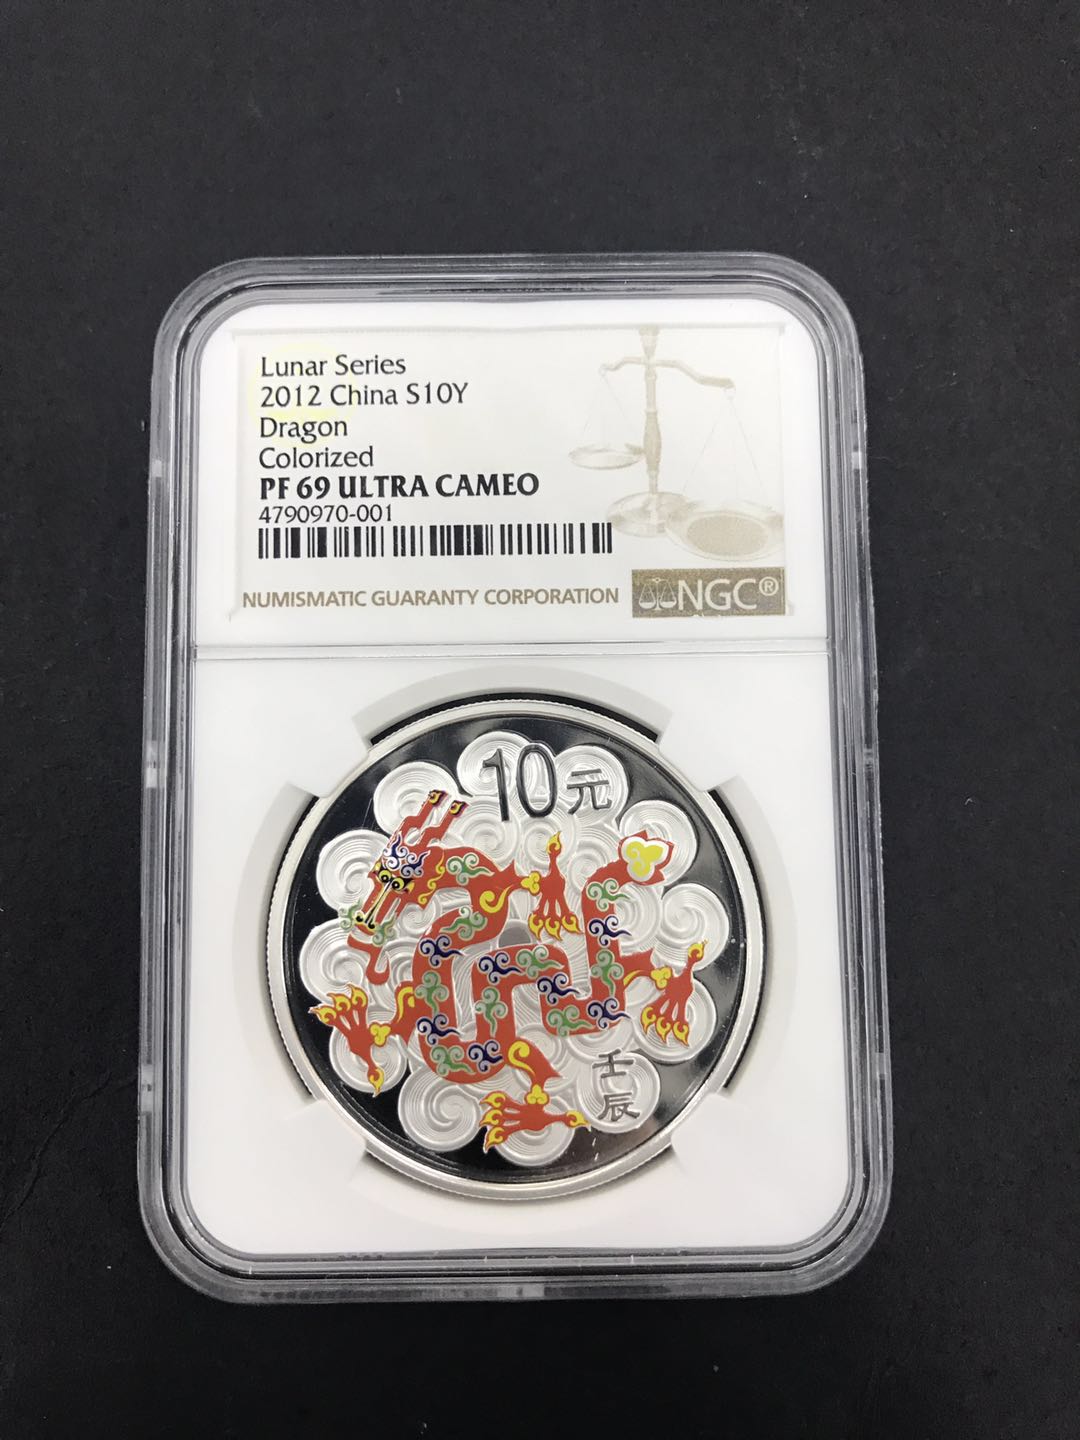 Lunar Series
2012 China S10Y
Dragon
Colorized
PF 69 ULTRA CAMEO
4790970-001
NUMISMATIC GUARANTY CORPORATION
NGC®
10元
壬
辰